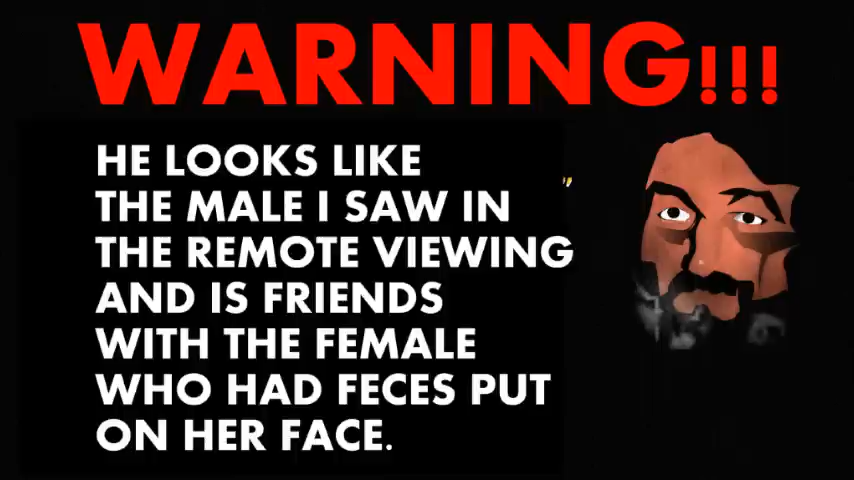 WARNING!!!
HE LOOKS LIKE
THE MALE I SAW IN
THE REMOTE VIEWING
AND IS FRIENDS
WITH THE FEMALE
WHO HAD FECES PUT
ON HER FACE.
"